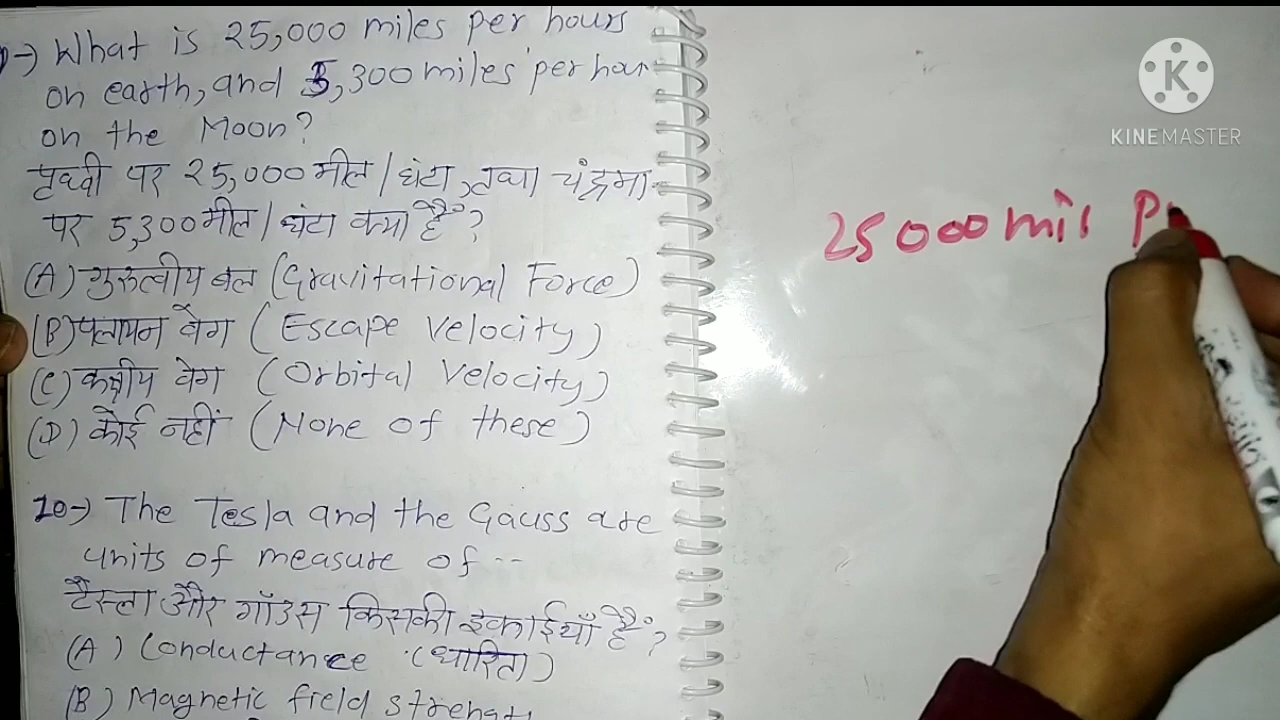 What is 25,000 miles per hours
on earth, and 5,300 miles per hour
on the Moon?
पृथ्वी पर 25,000 मील/घंटा, तथा चंद्रमा
पर 5,300 मील/घंटा क्या है?
(A) गुरुत्वीय बल (Gravitational Force)
(B) पलायन वेग (Escape Velocity)
(C) कक्षीय वेग (Orbital Velocity)
(D) कोई नहीं (None of these)
10-) The Tesla and the Gauss are
units of measure of --
टैस्ला और गॉउस किसकी इकाईयाँ है?
(A) Conductance (धारिता)
(B) Magnetic field strength
KINEMASTER
25000 mil